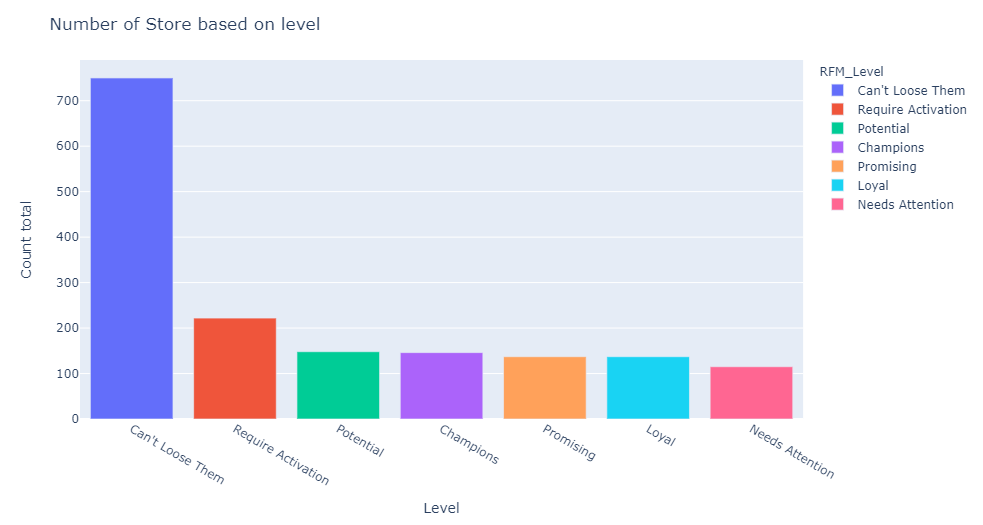 Number of Store based on level
RFM_Level
Can't Loose Them
Require Activation
Potential
Champions
Promising
Loyal
Needs Attention
Count total
700
600
500
400
300
200
100
0
Can't Loose Them
Require Activation
Potential
Champions
Promising
Loyal
Needs Attention
Level